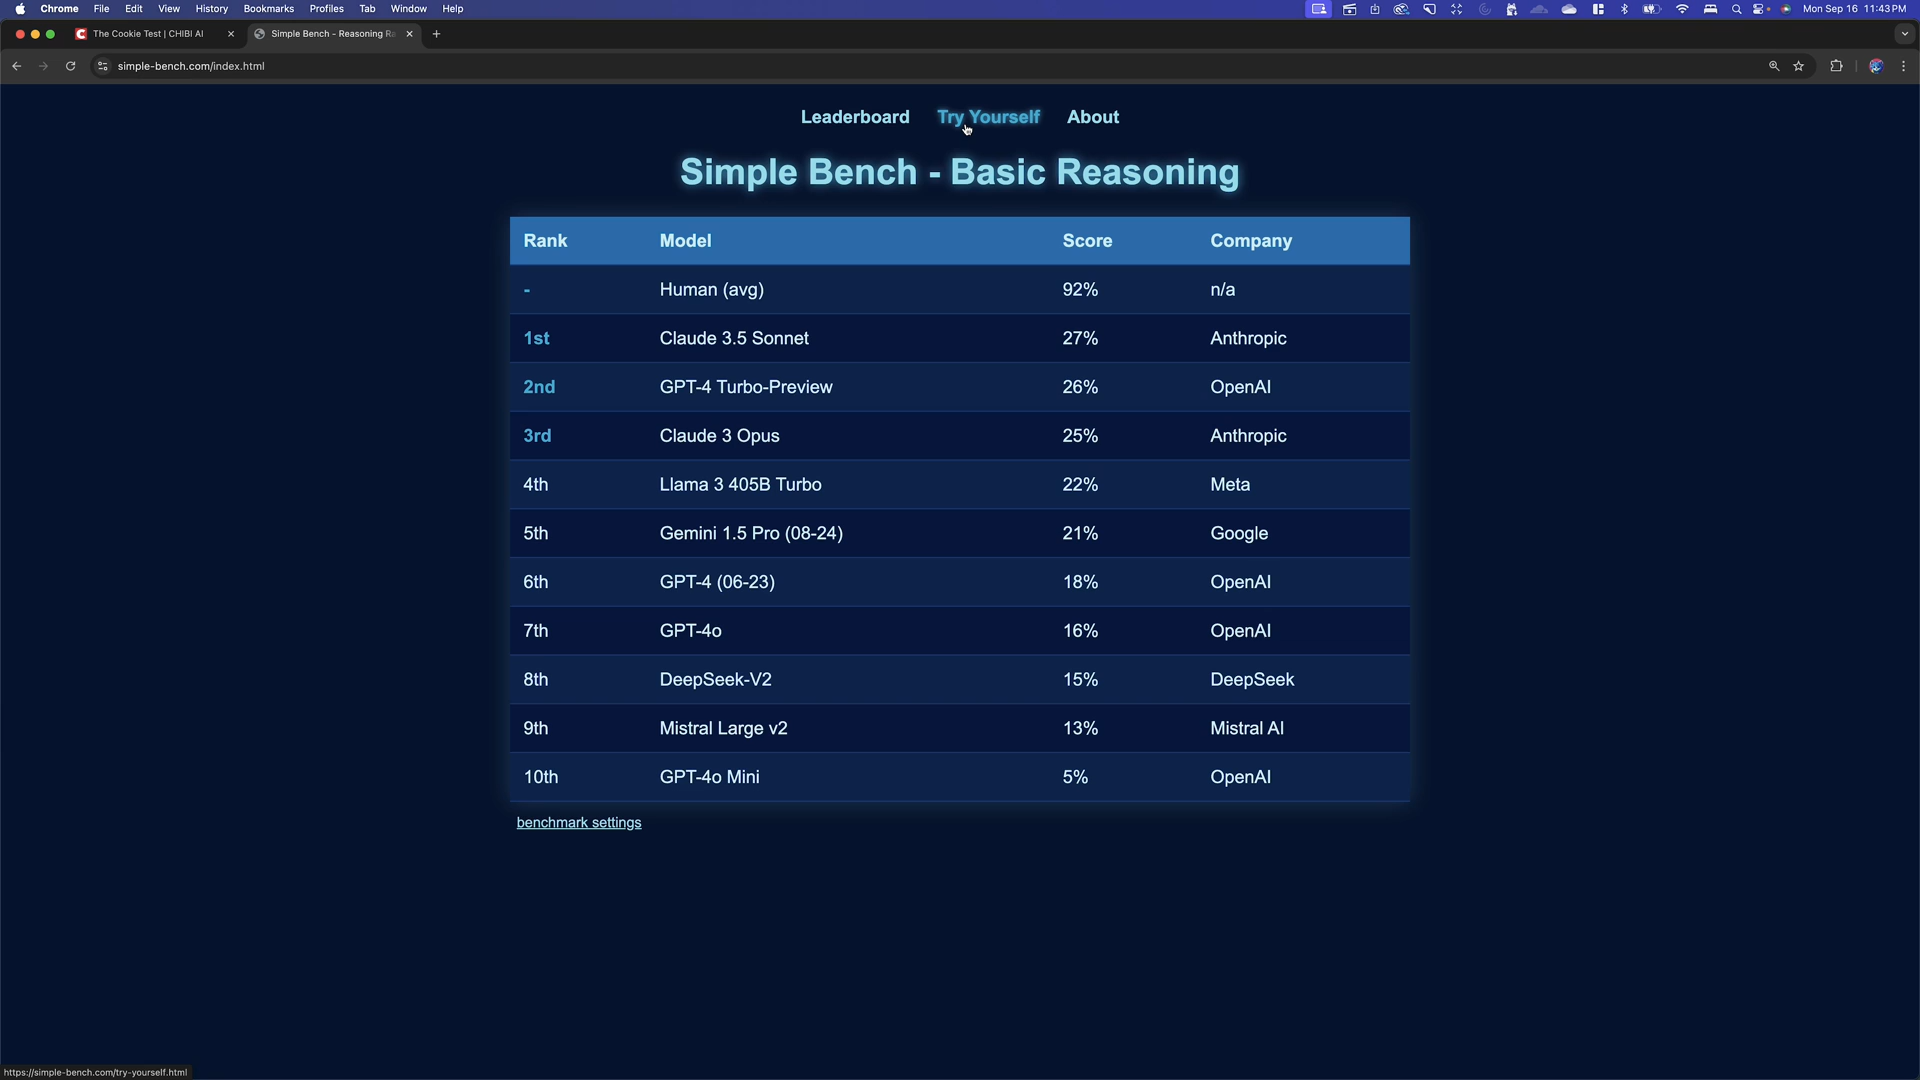 Chrome File Edit View History Bookmarks Profiles Tab Window Help Mon Sep 16 11:43 PM
The Cookie Test | CHIBI AI Simple Bench - Reasoning Ra
simple-bench.com/index.html
Leaderboard Try Yourself About
Simple Bench - Basic Reasoning
Rank Model Score Company
- Human (avg) 92% n/a
1st Claude 3.5 Sonnet 27% Anthropic
2nd GPT-4 Turbo-Preview 26% OpenAI
3rd Claude 3 Opus 25% Anthropic
4th Llama 3 405B Turbo 22% Meta
5th Gemini 1.5 Pro (08-24) 21% Google
6th GPT-4 (06-23) 18% OpenAI
7th GPT-4o 16% OpenAI
8th DeepSeek-V2 15% DeepSeek
9th Mistral Large v2 13% Mistral AI
10th GPT-4o Mini 5% OpenAI
benchmark settings
https://simple-bench.com/try-yourself.html